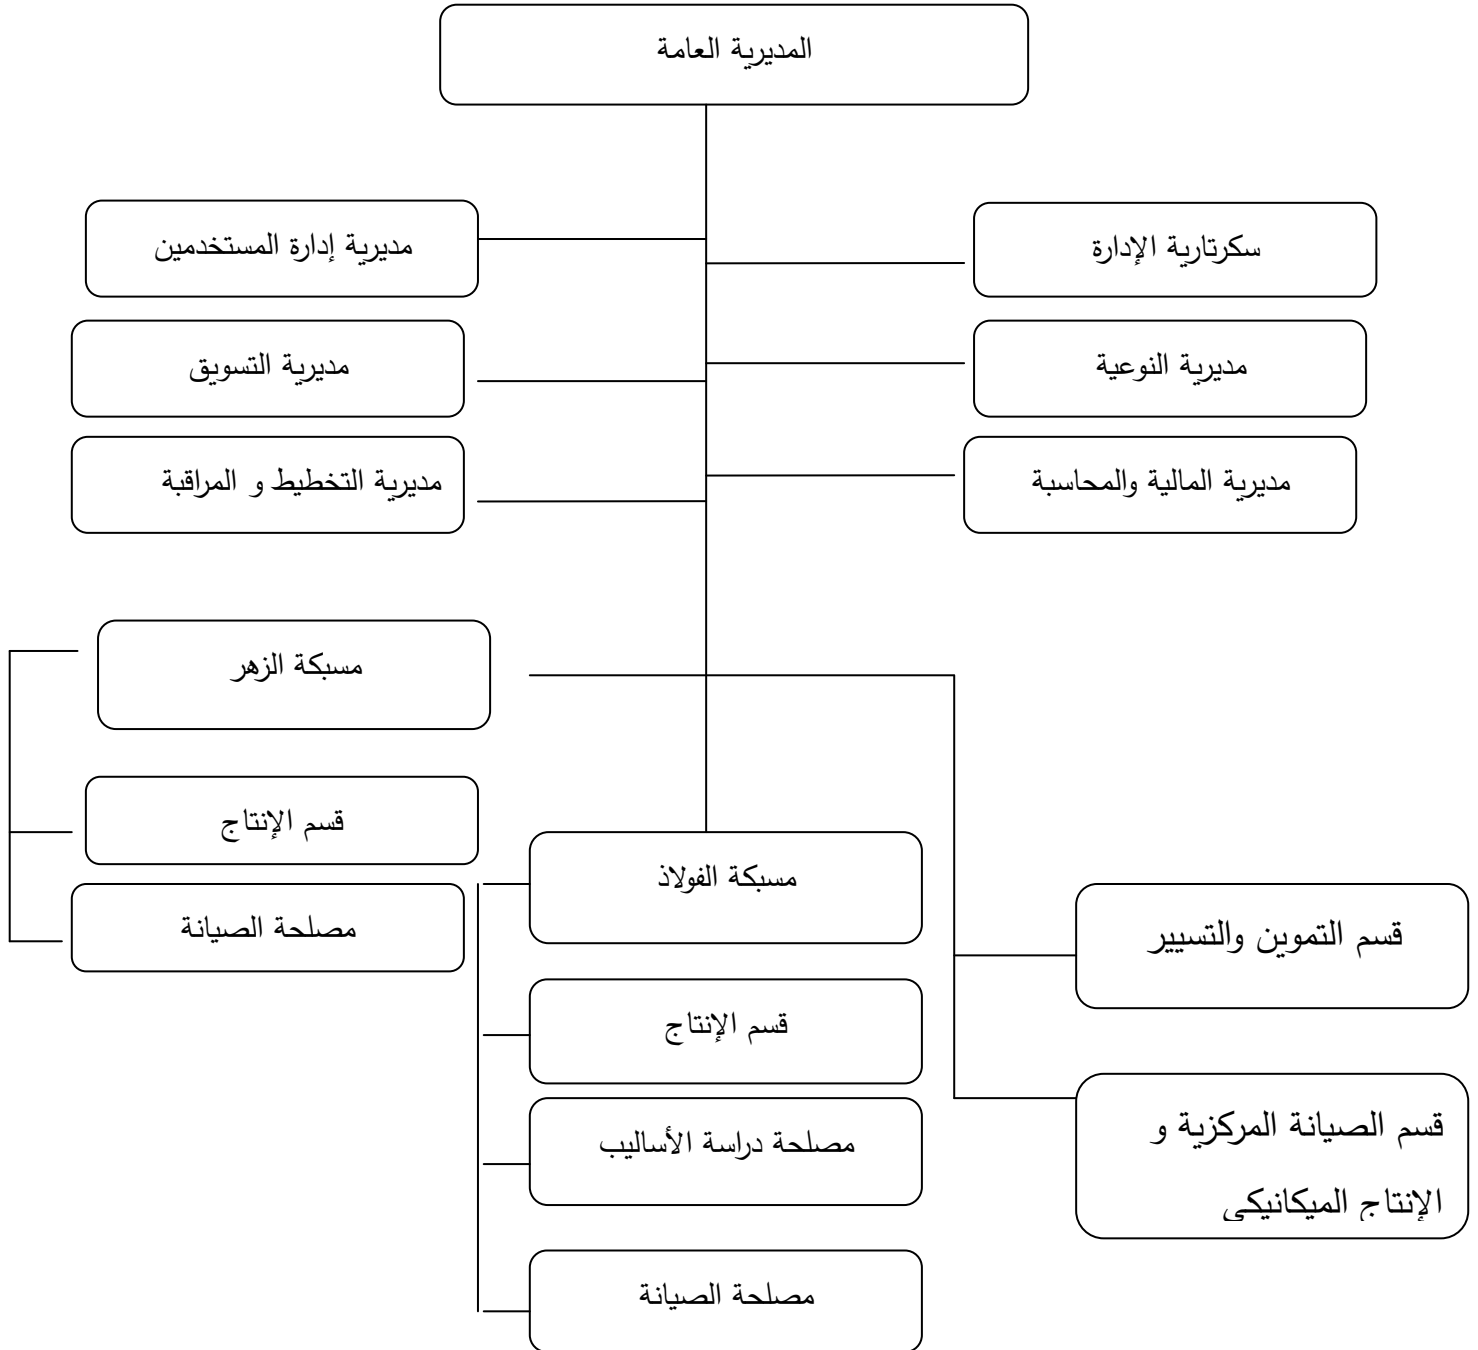 المديرية العامة
سكرتارية الإدارة
مديرية إدارة المستخدمين
مديرية النوعية
مديرية التسويق
مديرية المالية والمحاسبة
مديرية التخطيط و المراقبة
مسبكة الزهر
قسم الإنتاج
مصلحة الصيانة
مسبكة الفولاذ
قسم الإنتاج
مصلحة دراسة الأساليب
مصلحة الصيانة
قسم التموين والتسيير
قسم الصيانة المركزية و
الإنتاج الميكانيكي